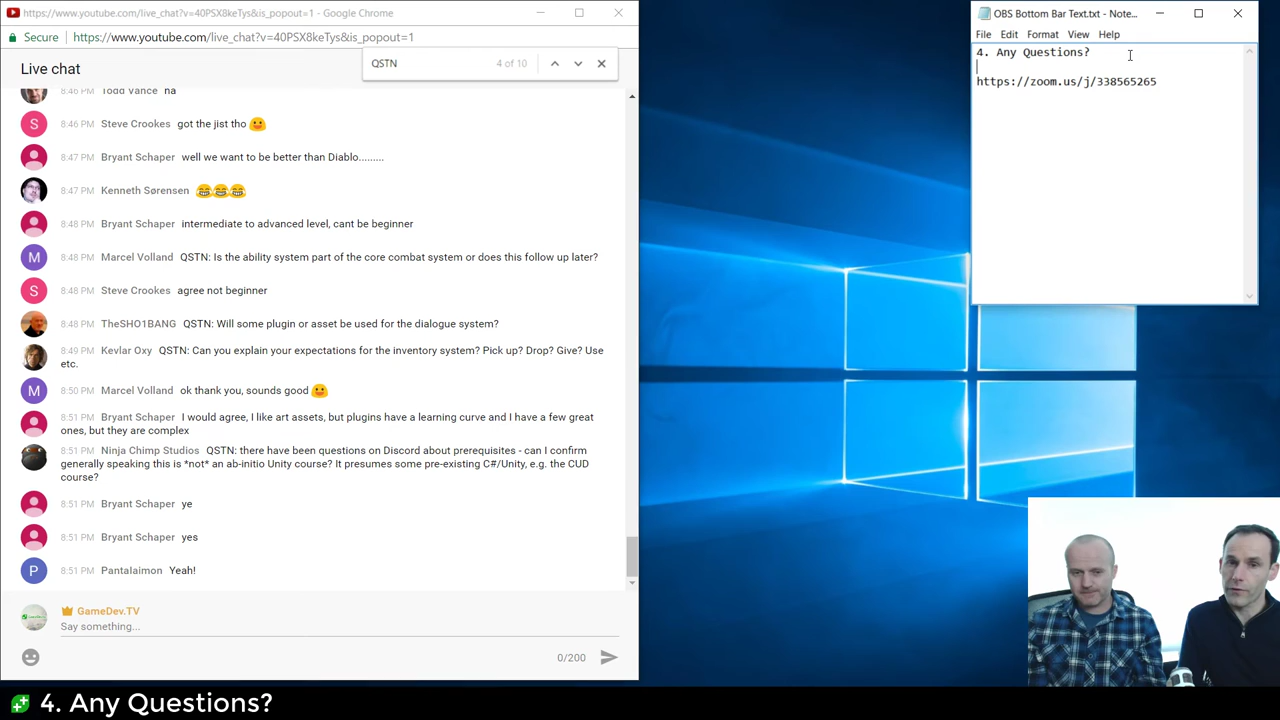 https://www.youtube.com/live_chat?v=40PSX8keTys&is_popout=1 - Google Chrome
Secure
https://www.youtube.com/live_chat?v=40PSX8keTys&is_popout=1
QSTN
4 of 10
Live chat
8:46 PM Todd Vance na
S
8:46 PM Steve Crookes got the jist tho
8:47 PM Bryant Schaper well we want to be better than Diablo.........
8:47 PM Kenneth Sørensen
8:48 PM Bryant Schaper intermediate to advanced level, cant be beginner
M
8:48 PM Marcel Volland QSTN: Is the ability system part of the core combat system or does this follow up later?
S
8:48 PM Steve Crookes agree not beginner
8:48 PM TheSHO1BANG QSTN: Will some plugin or asset be used for the dialogue system?
8:49 PM Kevlar Oxy QSTN: Can you explain your expectations for the inventory system? Pick up? Drop? Give? Use
etc.
M
8:50 PM Marcel Volland ok thank you, sounds good
8:51 PM Bryant Schaper I would agree, I like art assets, but plugins have a learning curve and I have a few great
ones, but they are complex
8:51 PM Ninja Chimp Studios QSTN: there have been questions on Discord about prerequisites - can I confirm
generally speaking this is *not* an ab-initio Unity course? It presumes some pre-existing C#/Unity, e.g. the CUD
course?
8:51 PM Bryant Schaper ye
8:51 PM Bryant Schaper yes
P
8:51 PM Pantalaimon Yeah!
GameDev.TV
Say something...
0/200
OBS Bottom Bar Text.txt - Note...
File Edit Format View Help
4. Any Questions?
https://zoom.us/j/338565265
4. Any Questions?